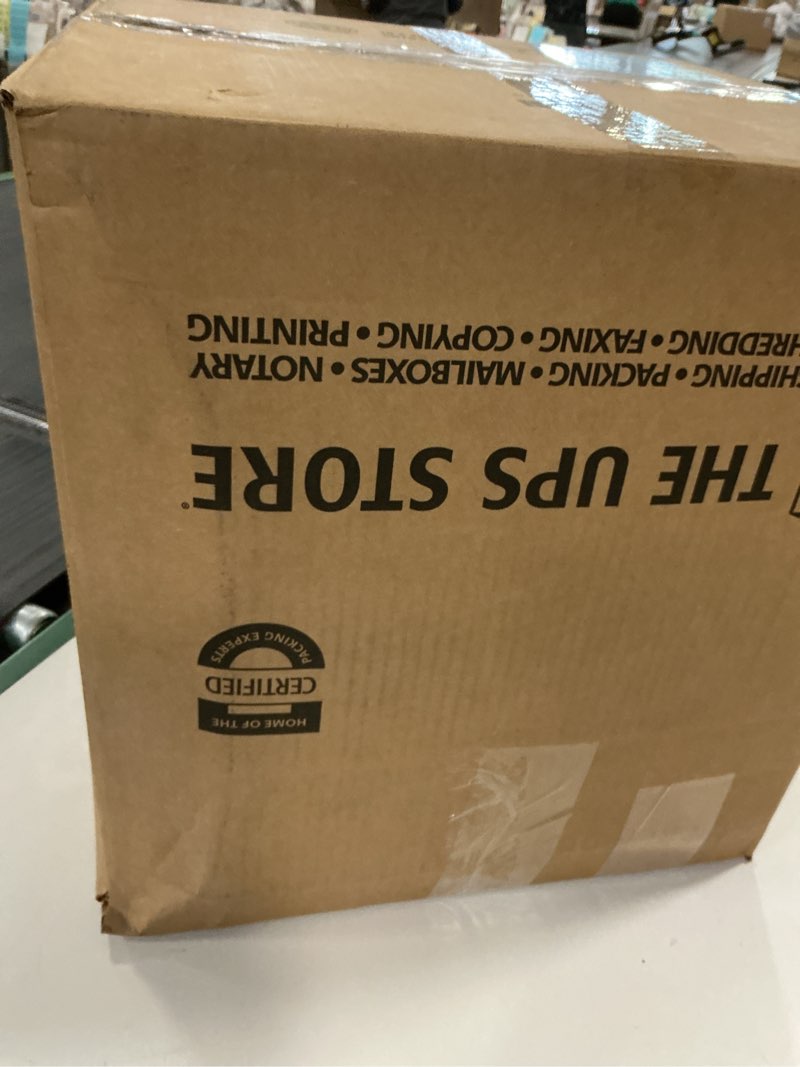 HOME OF THE
CERTIFIED
PACKING EXPERTS
THE UPS STORE®
HIPPING • PACKING • MAILBOXES • NOTARY
HREDDING • FAXING • COPYING • PRINTING